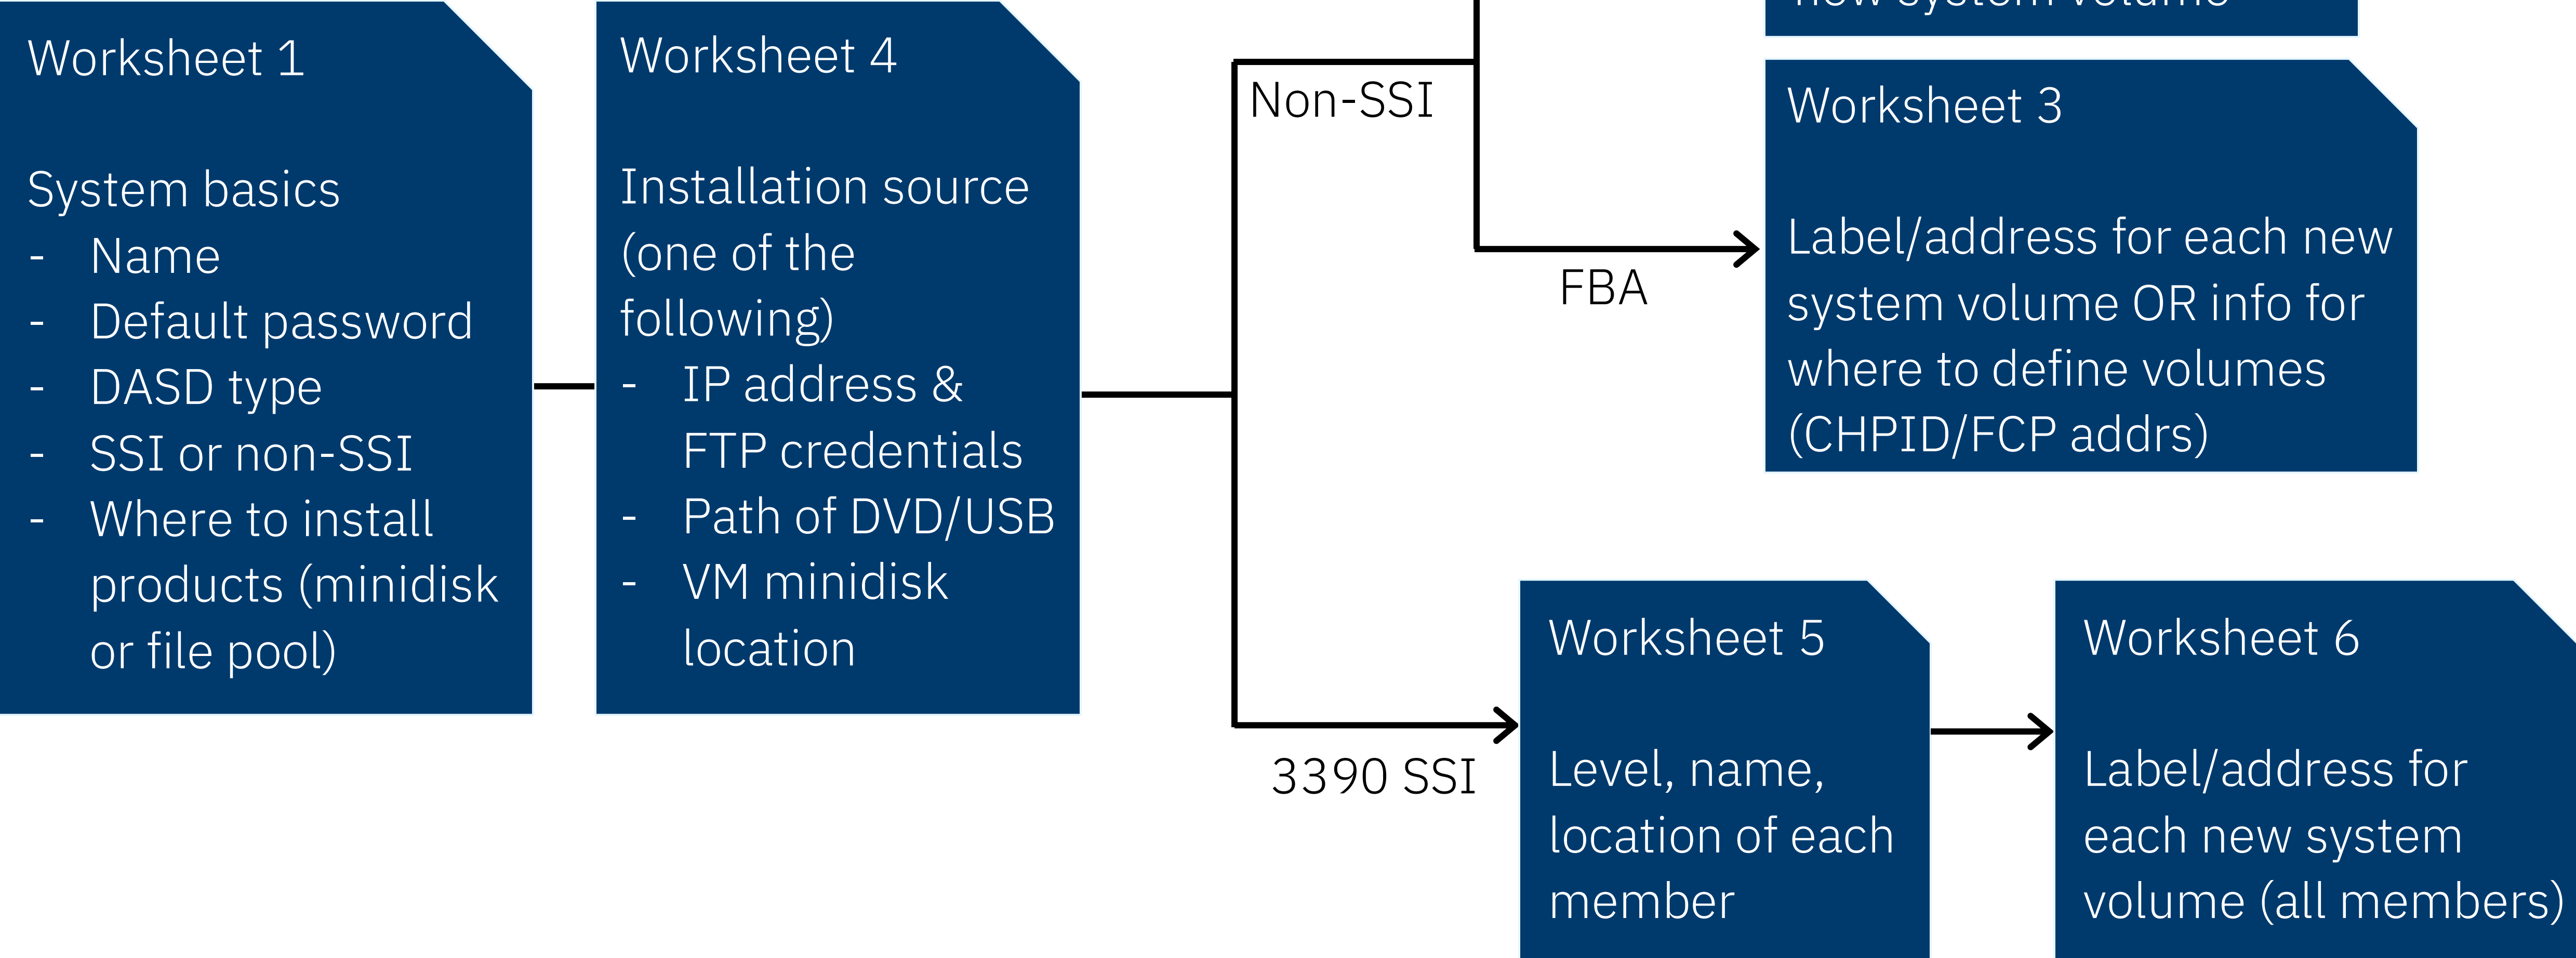 Worksheet 1
System basics
- Name
- Default password
- DASD type
- SSI or non-SSI
- Where to install
products (minidisk
or file pool)
Worksheet 4
Installation source
(one of the
following)
- IP address &
FTP credentials
- Path of DVD/USB
- VM minidisk
location
Non-SSI
new system volume
FBA
Worksheet 3
Label/address for each new
system volume OR info for
where to define volumes
(CHPID/FCP addrs)
3390 SSI
Worksheet 5
Level, name,
location of each
member
Worksheet 6
Label/address for
each new system
volume (all members)